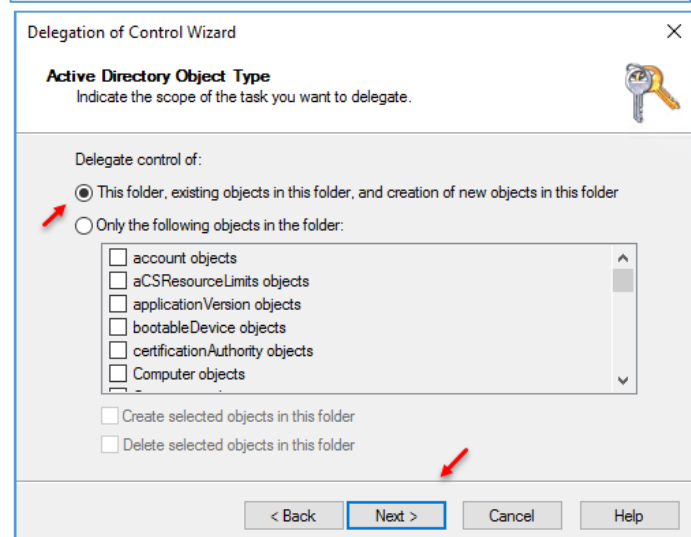 Delegation of Control Wizard
Active Directory Object Type
Indicate the scope of the task you want to delegate.
Delegate control of:
This folder, existing objects in this folder, and creation of new objects in this folder
Only the following objects in the folder:
account objects
aCSResourceLimits objects
applicationVersion objects
bootableDevice objects
certificationAuthority objects
Computer objects
Create selected objects in this folder
Delete selected objects in this folder
< Back Next > Cancel Help